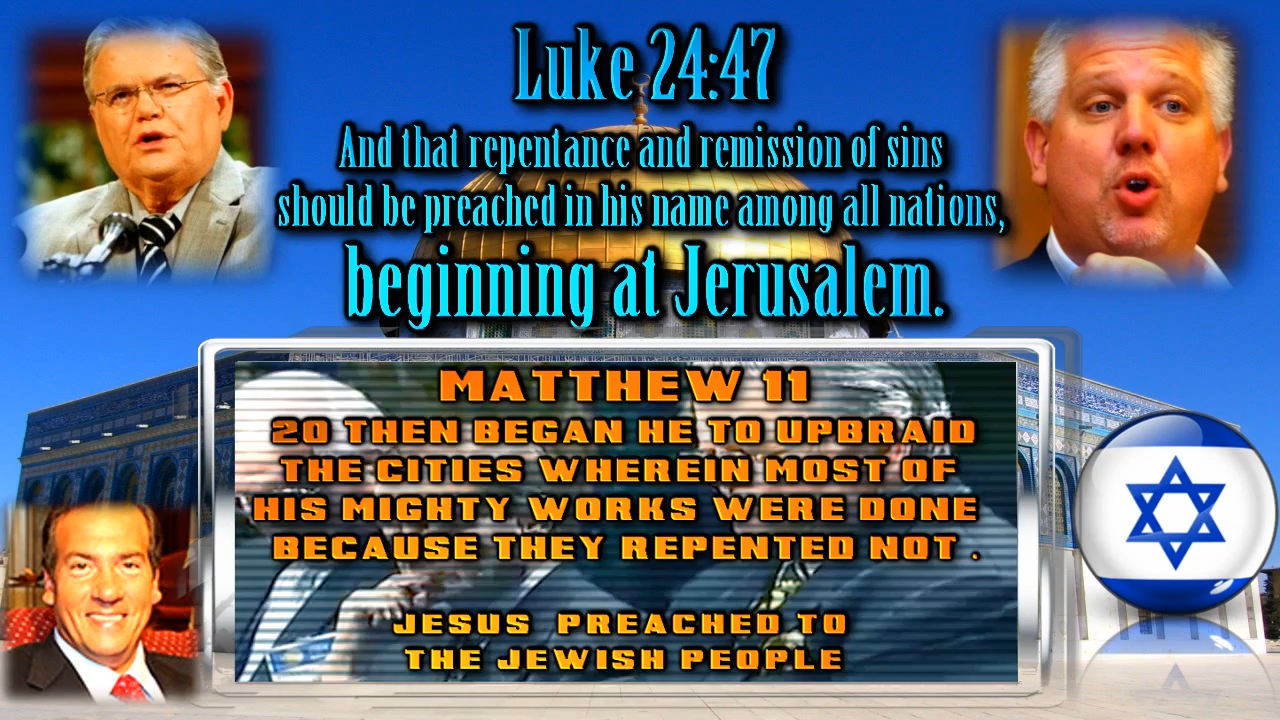 Luke 24:47
And that repentance and remission of sins
should be preached in his name among all nations,
beginning at Jerusalem.
MATTHEW 11
20 THEN BEGAN HE TO UPBRAID
THE CITIES WHEREIN MOST OF
HIS MIGHTY WORKS WERE DONE
BECAUSE THEY REPENTED NOT .
JESUS PREACHED TO
THE JEWISH PEOPLE